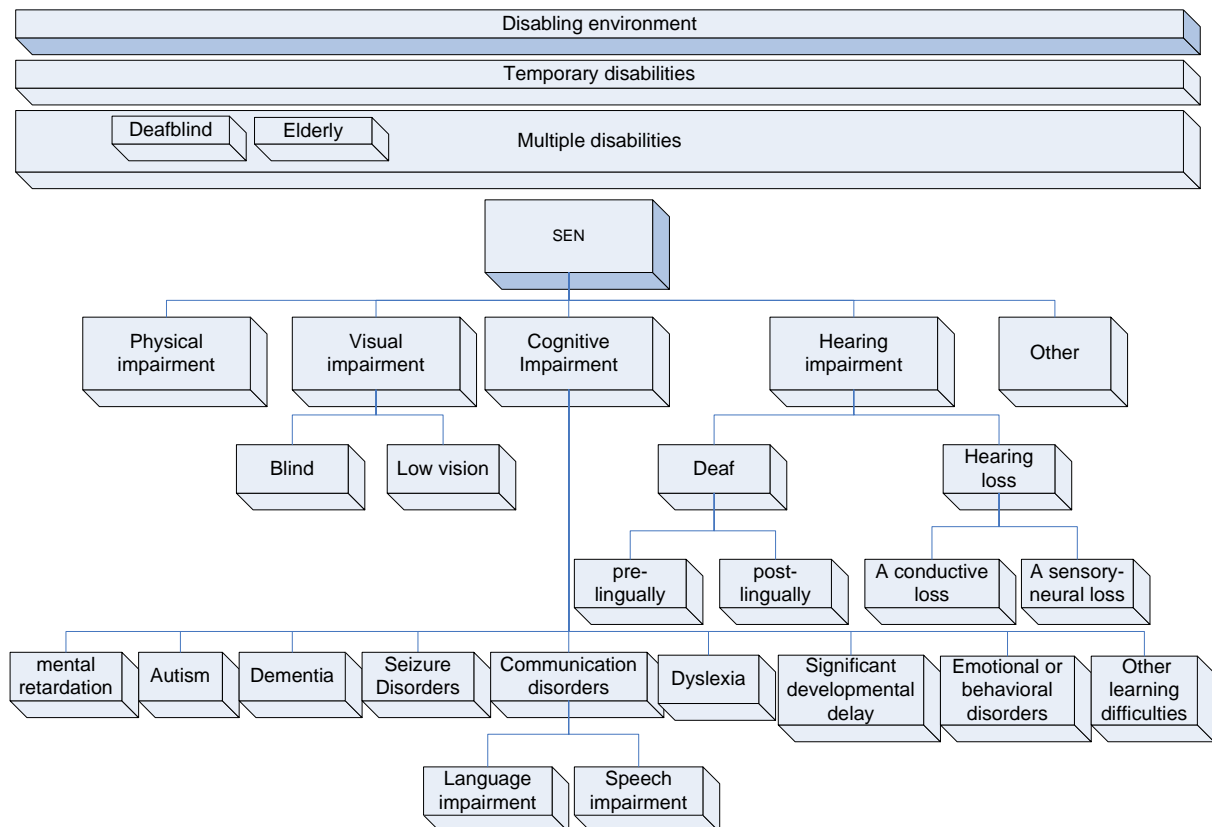 Disabling environment
Temporary disabilities
Deafblind
Elderly
Multiple disabilities
SEN
Physical
impairment
Visual
impairment
Cognitive
Impairment
Hearing
impairment
Other
Blind
Low vision
Deaf
Hearing
loss
pre-
lingually
post-
lingually
A conductive
loss
A sensory-
neural loss
mental
retardation
Autism
Dementia
Seizure
Disorders
Communication
disorders
Dyslexia
Significant
developmental
delay
Emotional or
behavioral
disorders
Other
learning
difficulties
Language
impairment
Speech
impairment